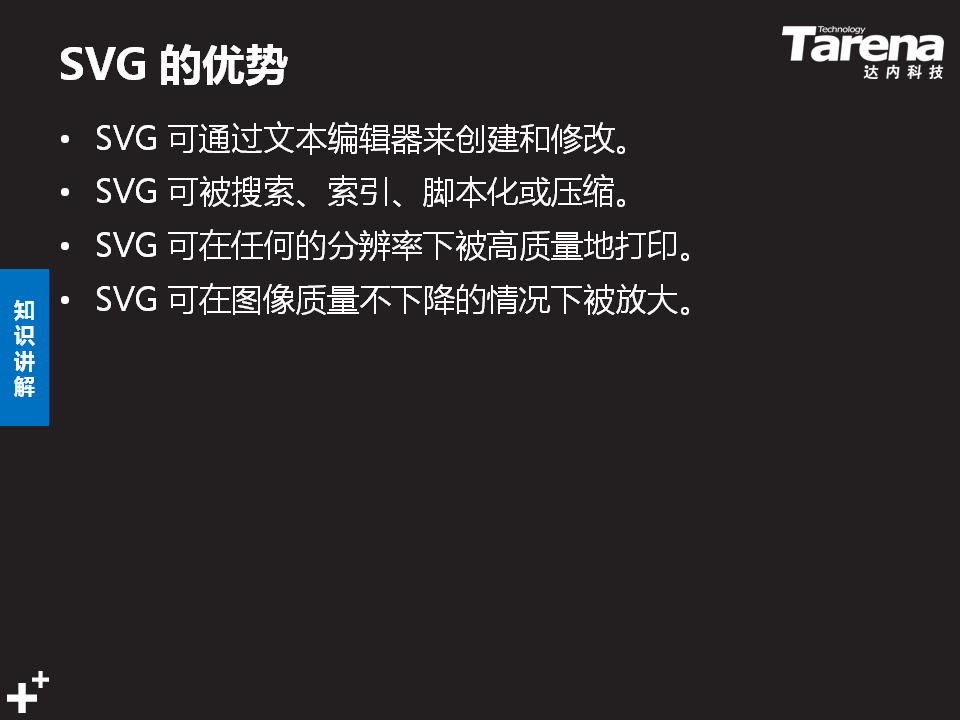 SVG 的优势
Technology
Tarena
达内科技
• SVG 可通过文本编辑器来创建和修改。
• SVG 可被搜索、索引、脚本化或压缩。
• SVG 可在任何的分辨率下被高质量地打印。
• SVG 可在图像质量不下降的情况下被放大。
知
识
讲
解